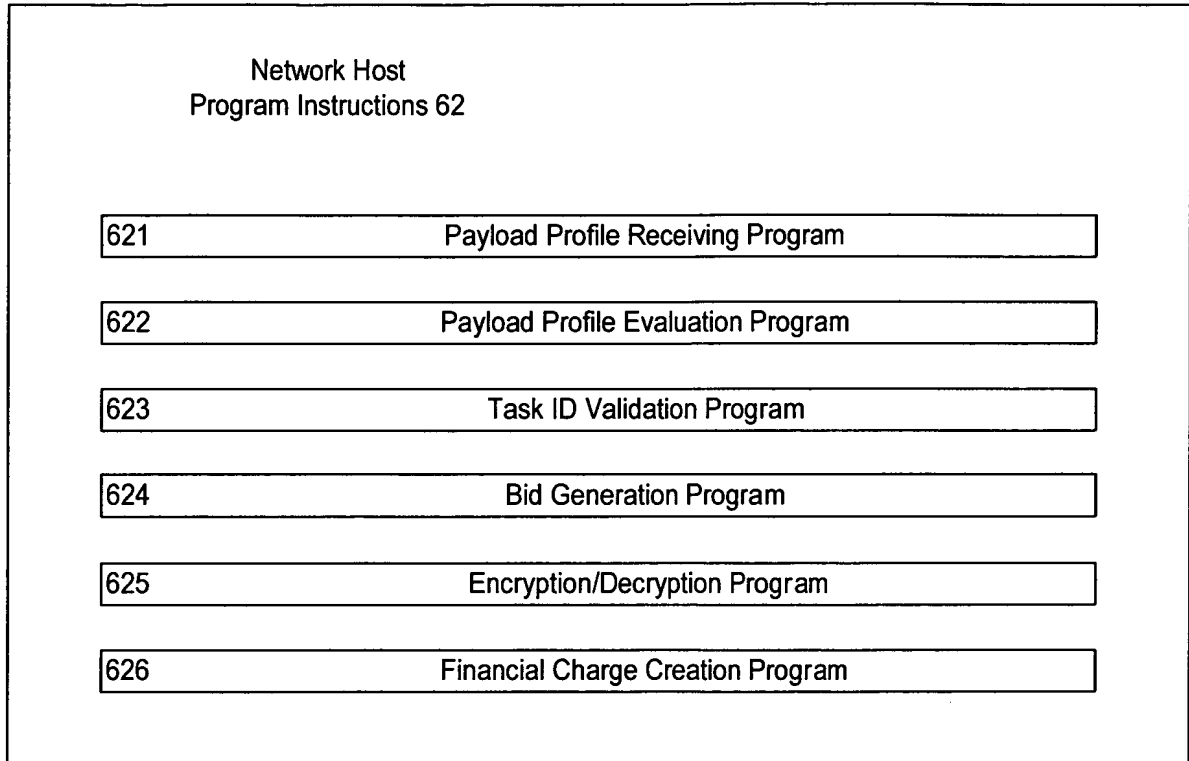 Network Host
Program Instructions 62
621 Payload Profile Receiving Program
622 Payload Profile Evaluation Program
623 Task ID Validation Program
624 Bid Generation Program
625 Encryption/Decryption Program
626 Financial Charge Creation Program